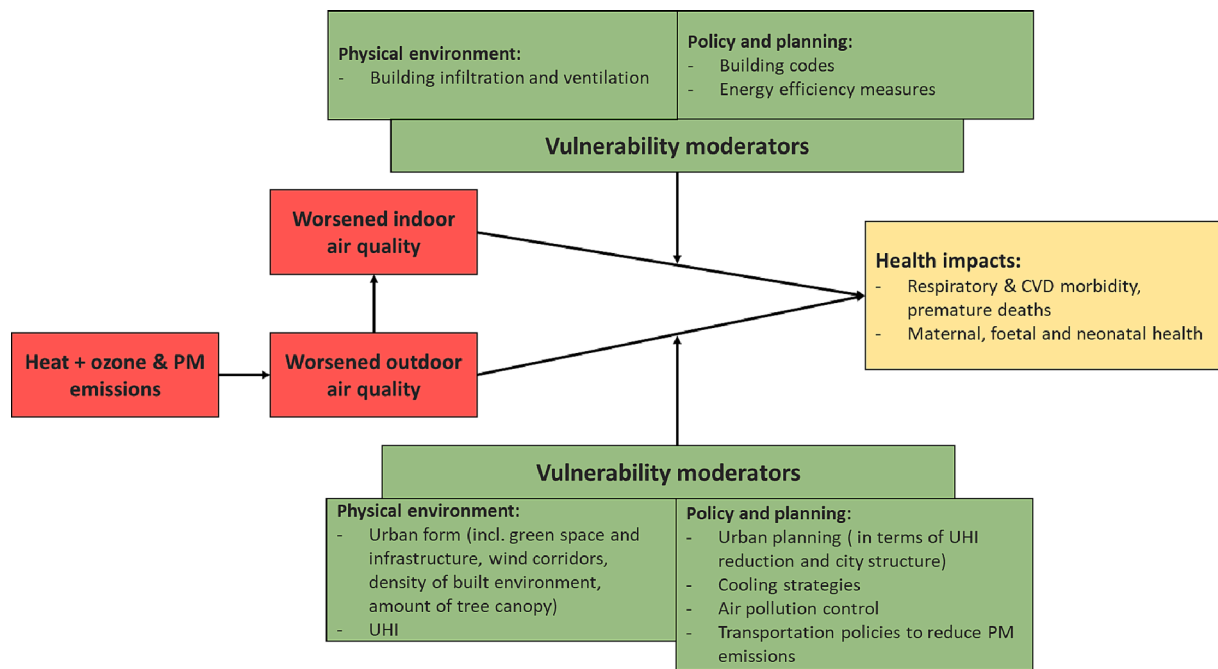 Physical environment:
- Building infiltration and ventilation
Policy and planning:
- Building codes
- Energy efficiency measures
Vulnerability moderators
Worsened indoor
air quality
Health impacts:
- Respiratory & CVD morbidity,
premature deaths
- Maternal, foetal and neonatal health
Heat + ozone & PM
emissions
Worsened outdoor
air quality
Vulnerability moderators
Physical environment:
- Urban form (incl. green space and
infrastructure, wind corridors,
density of built environment,
amount of tree canopy)
- UHI
Policy and planning:
- Urban planning ( in terms of UHI
reduction and city structure)
- Cooling strategies
- Air pollution control
- Transportation policies to reduce PM
emissions